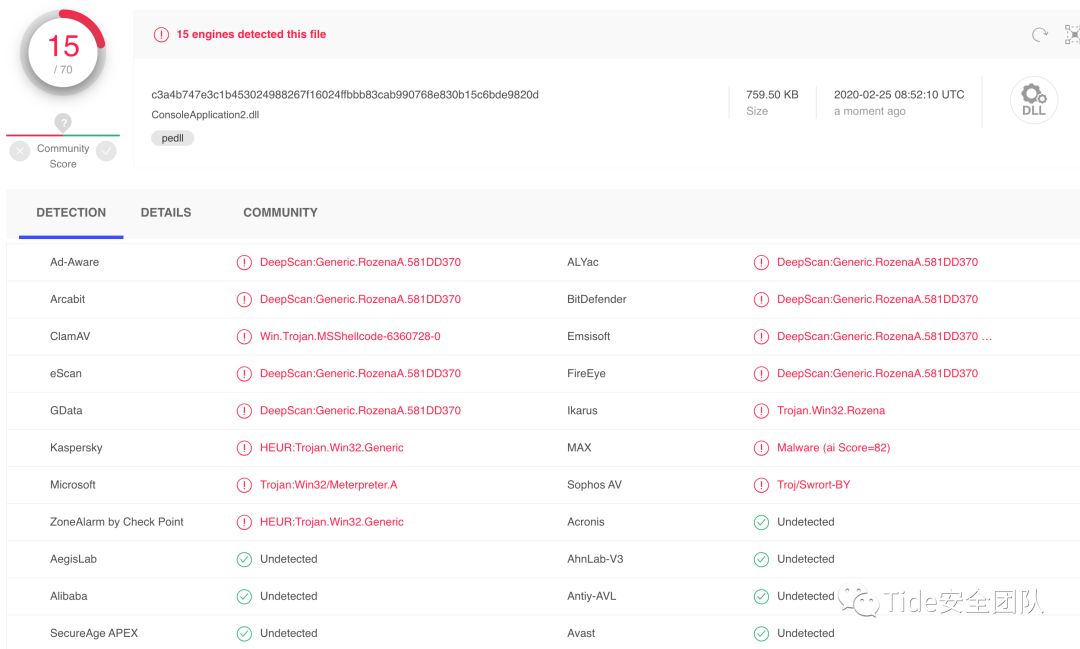 15
/ 70
15 engines detected this file
c3a4b747e3c1b453024988267f16024ffbbb83cab990768e830b15c6bde9820d
ConsoleApplication2.dll
pedll
759.50 KB
Size
2020-02-25 08:52:10 UTC
a moment ago
DLL
?
Community
Score
DETECTION DETAILS COMMUNITY
Ad-Aware DeepScan:Generic.RozenaA.581DD370 ALYac DeepScan:Generic.RozenaA.581DD370
Arcabit DeepScan:Generic.RozenaA.581DD370 BitDefender DeepScan:Generic.RozenaA.581DD370
ClamAV Win.Trojan.MSShellcode-6360728-0 Emsisoft DeepScan:Generic.RozenaA.581DD370 …
eScan DeepScan:Generic.RozenaA.581DD370 FireEye DeepScan:Generic.RozenaA.581DD370
GData DeepScan:Generic.RozenaA.581DD370 Ikarus Trojan.Win32.Rozena
Kaspersky HEUR:Trojan.Win32.Generic MAX Malware (ai Score=82)
Microsoft Trojan:Win32/Meterpreter.A Sophos AV Troj/Swrort-BY
ZoneAlarm by Check Point HEUR:Trojan.Win32.Generic Acronis Undetected
AegisLab Undetected AhnLab-V3 Undetected
Alibaba Undetected Antiy-AVL Undetected
Tide安全团队
SecureAge APEX Undetected Avast Undetected